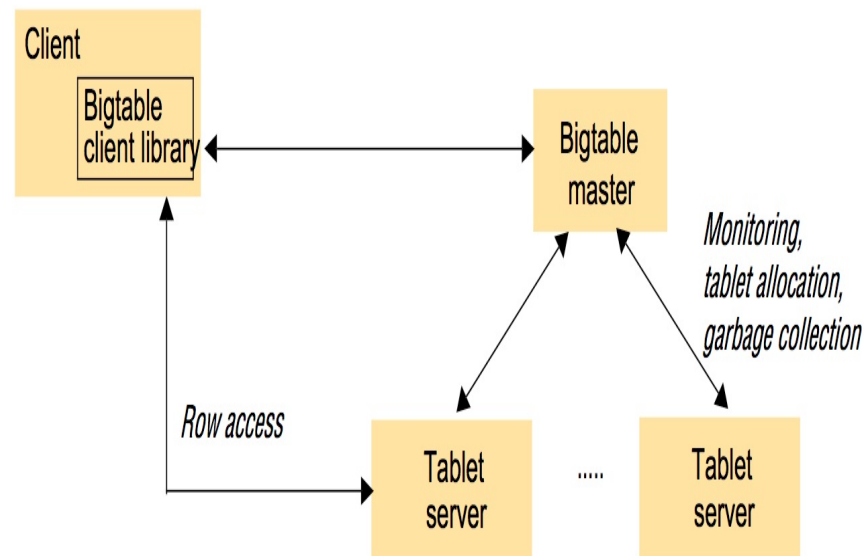 Client
Bigtable
client library
Bigtable
master
Monitoring,
tablet allocation,
garbage collection
Row access
Tablet
server
.....
Tablet
server